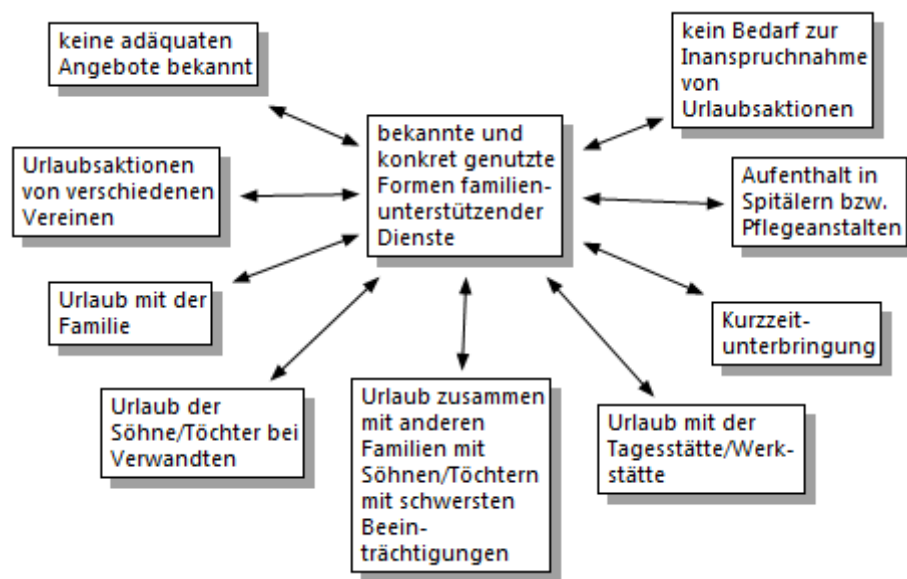 keine adäquaten
Angebote bekannt
kein Bedarf zur
Inanspruchnahme
von
Urlaubsaktionen
bekannte und
konkret genutzte
Formen familien-
unterstützender
Dienste
Urlaubsaktionen
von verschiedenen
Vereinen
Aufenthalt in
Spitälern bzw.
Pflegeanstalten
Urlaub mit der
Familie
Kurzzeit-
unterbringung
Urlaub der
Söhne/Töchter bei
Verwandten
Urlaub zusammen
mit anderen
Familien mit
Söhnen/Töchtern
mit schwersten
Beein-
trächtigungen
Urlaub mit der
Tagesstätte/Werk-
stätte